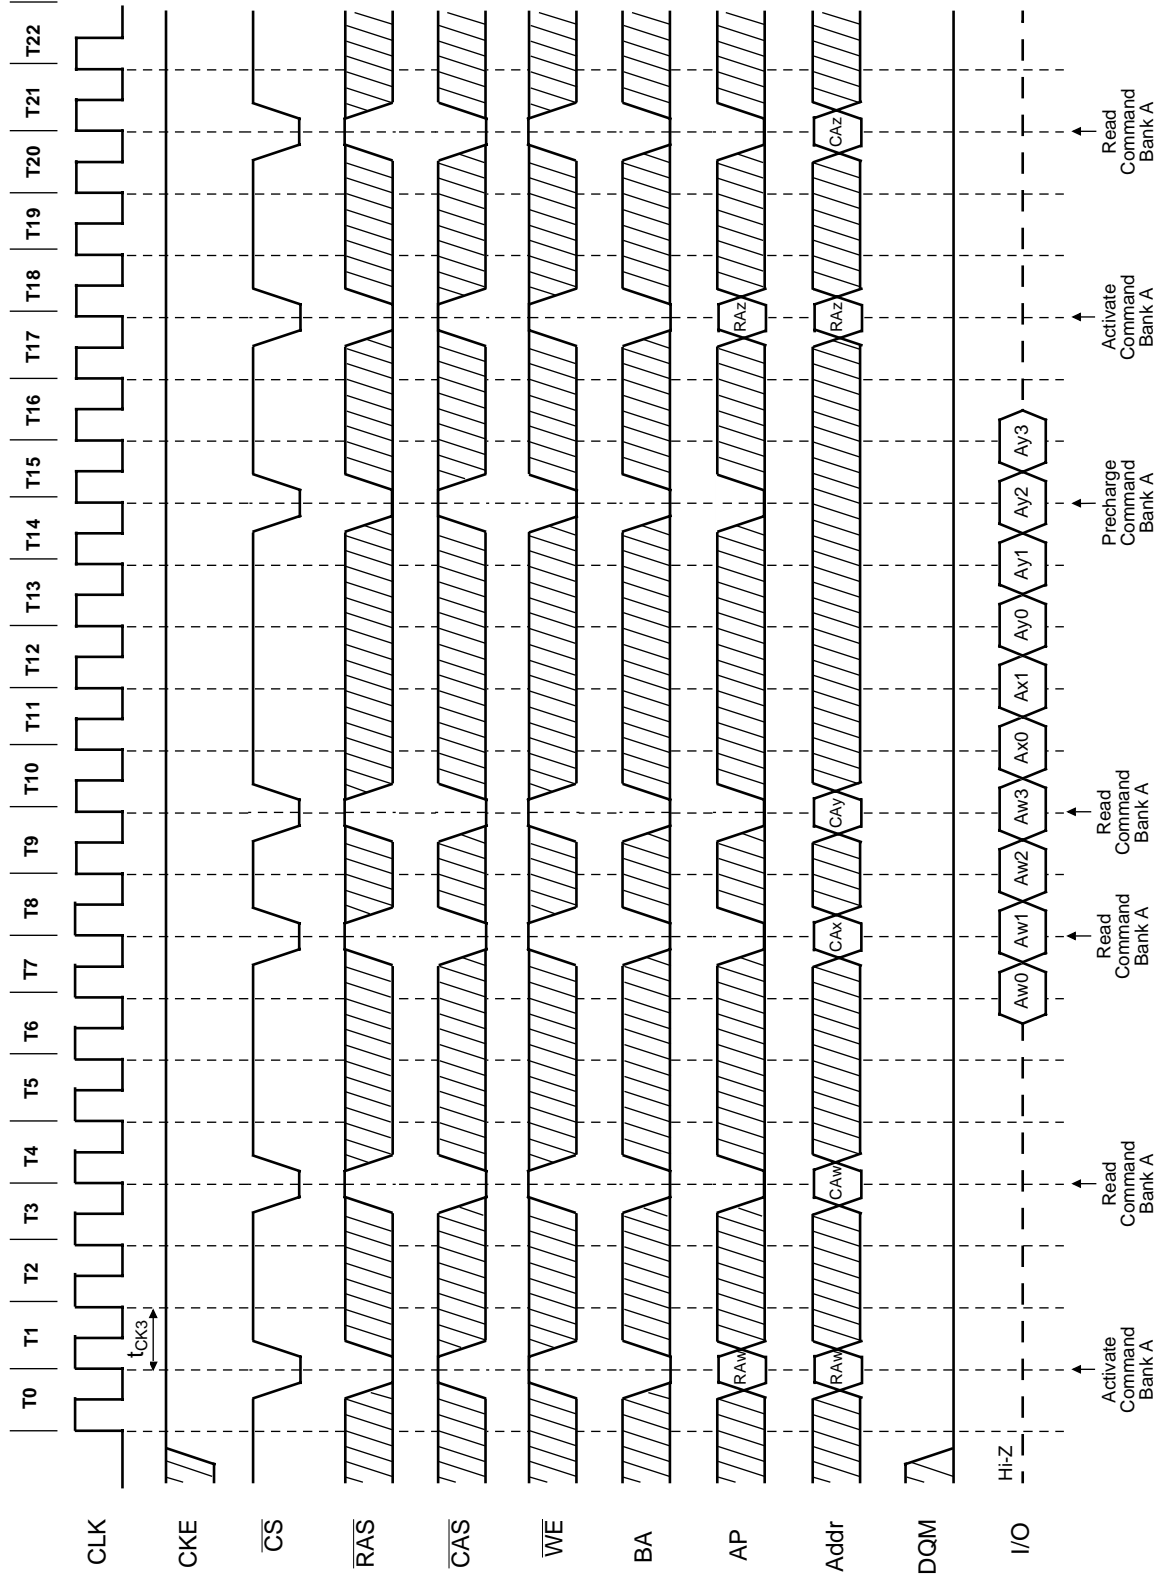 T0 T1 T2 T3 T4 T5 T6 T7 T8 T9 T10 T11 T12 T13 T14 T15 T16 T17 T18 T19 T20 T21 T22
CLK
tCK3
CKE
CS
RAS
CAS
WE
BA
AP RAw RAz
Addr RAw CAw CAx CAy RAz CAz
DQM
Hi-Z
I/O Aw0 Aw1 Aw2 Aw3 Ax0 Ax1 Ay0 Ay1 Ay2 Ay3
Activate
Command
Bank A
Read
Command
Bank A
Read
Command
Bank A
Read
Command
Bank A
Precharge
Command
Bank A
Activate
Command
Bank A
Read
Command
Bank A